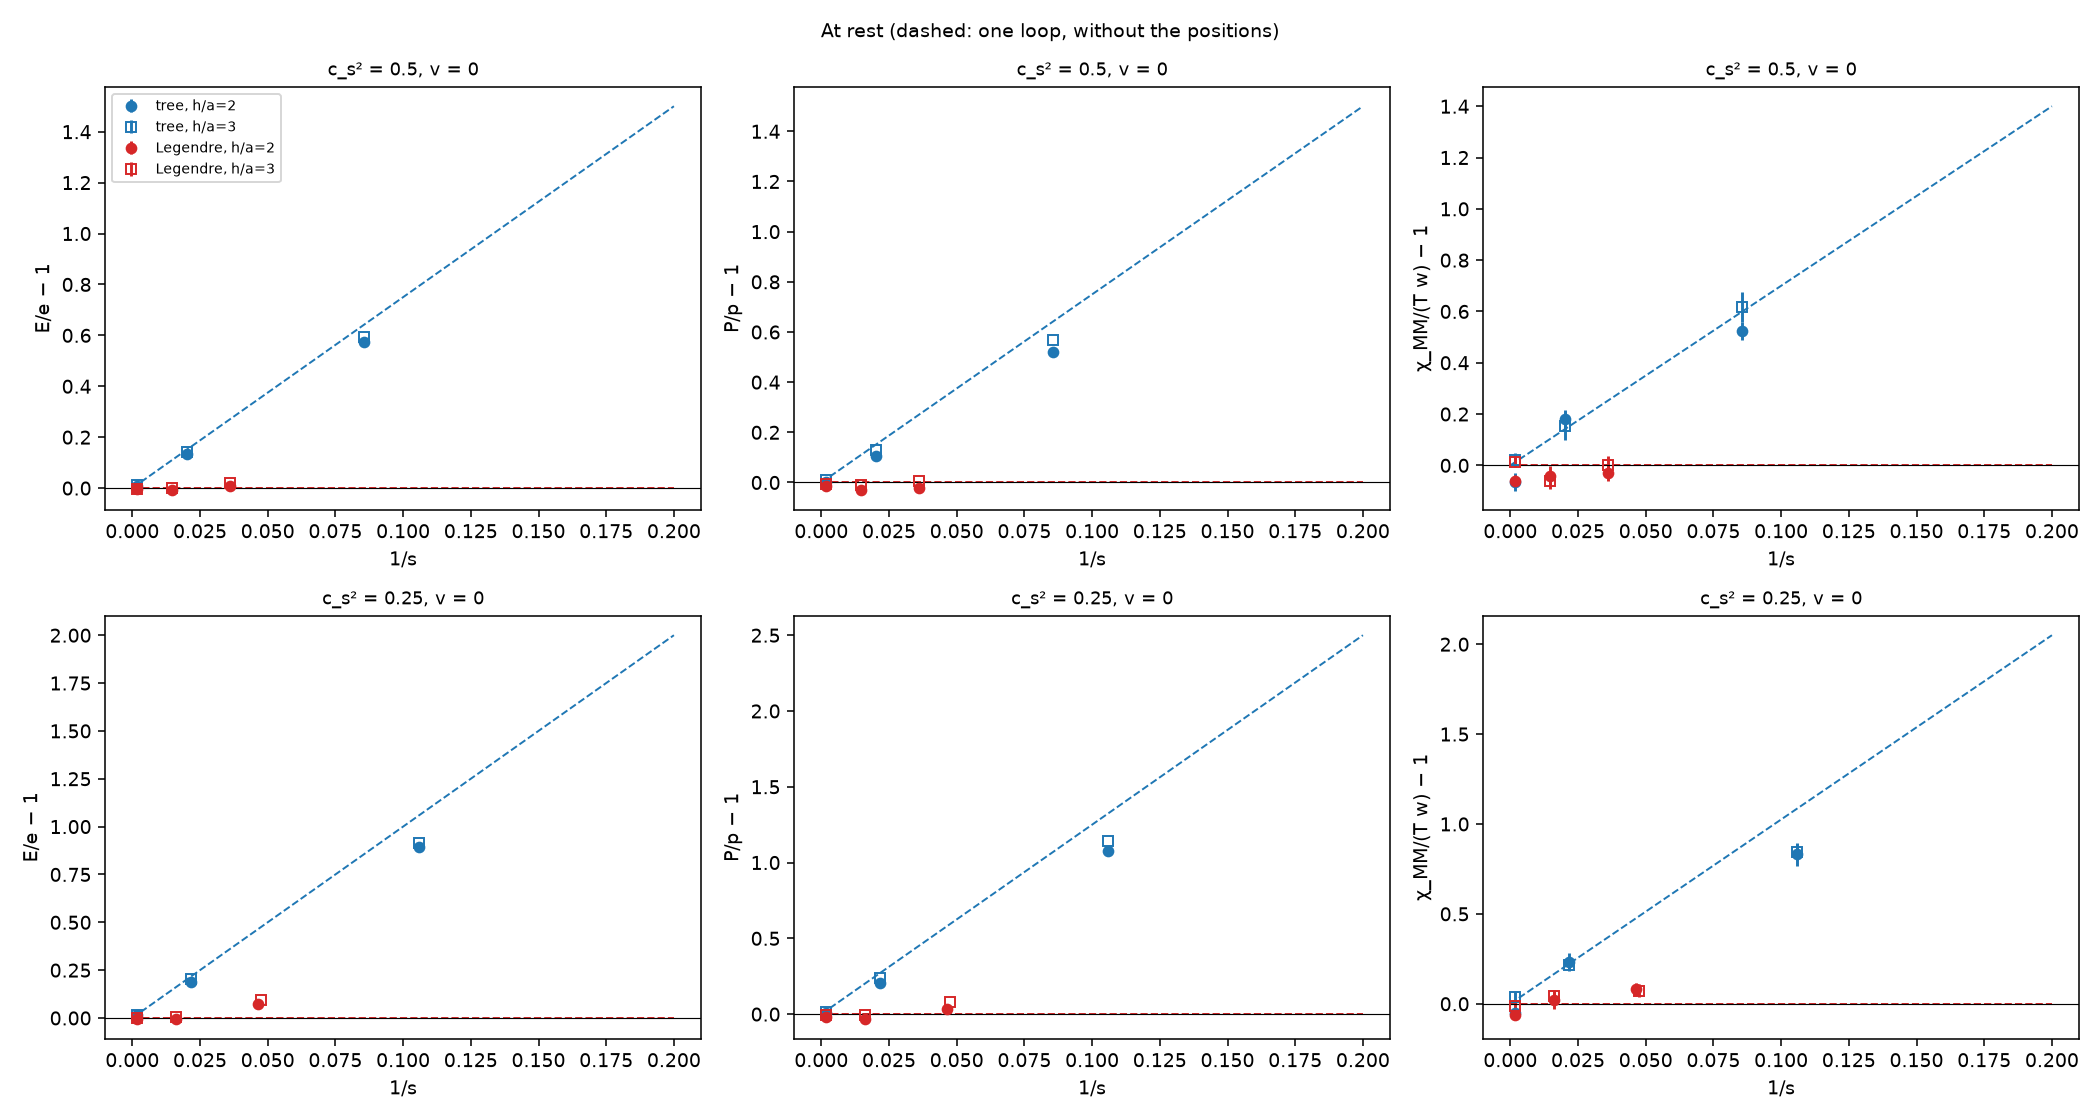 At rest (dashed: one loop, without the positions)
c_s² = 0.5, v = 0
E/e − 1
1.4
1.2
1.0
0.8
0.6
0.4
0.2
0.0
tree, h/a=2
tree, h/a=3
Legendre, h/a=2
Legendre, h/a=3
0.000 0.025 0.050 0.075 0.100 0.125 0.150 0.175 0.200
1/s
c_s² = 0.5, v = 0
P/p − 1
1.4
1.2
1.0
0.8
0.6
0.4
0.2
0.0
0.000 0.025 0.050 0.075 0.100 0.125 0.150 0.175 0.200
1/s
c_s² = 0.5, v = 0
χ_MM/(T w) − 1
1.4
1.2
1.0
0.8
0.6
0.4
0.2
0.0
0.000 0.025 0.050 0.075 0.100 0.125 0.150 0.175 0.200
1/s
c_s² = 0.25, v = 0
E/e − 1
2.00
1.75
1.50
1.25
1.00
0.75
0.50
0.25
0.00
0.000 0.025 0.050 0.075 0.100 0.125 0.150 0.175 0.200
1/s
c_s² = 0.25, v = 0
P/p − 1
2.5
2.0
1.5
1.0
0.5
0.0
0.000 0.025 0.050 0.075 0.100 0.125 0.150 0.175 0.200
1/s
c_s² = 0.25, v = 0
χ_MM/(T w) − 1
2.0
1.5
1.0
0.5
0.0
0.000 0.025 0.050 0.075 0.100 0.125 0.150 0.175 0.200
1/s